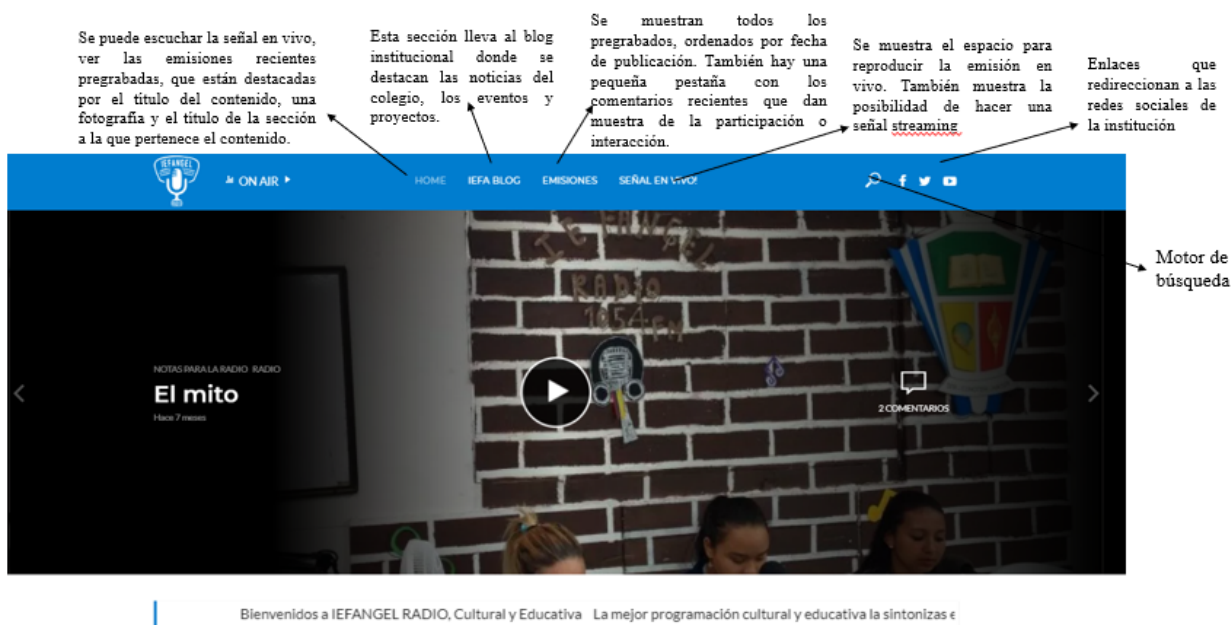 Se puede escuchar la señal en vivo,
ver las emisiones recientes
pregrabadas, que están destacadas
por el título del contenido, una
fotografía y el título de la sección
a la que pertenece el contenido.
Esta sección lleva al blog
institucional donde se
destacan las noticias del
colegio, los eventos y
proyectos.
Se muestran todos los
pregrabados, ordenados por fecha
de publicación. También hay una
pequeña pestaña con los
comentarios recientes que dan
muestra de la participación o
interacción.
Se muestra el espacio para
reproducir la emisión en
vivo. También muestra la
posibilidad de hacer una
señal streaming
Enlaces que
redireccionan a las
redes sociales de
la institución
IEFANGEL
RADIO
ON AIR
HOME IEFA BLOG EMISIONES SEÑAL EN VIVO!
Motor de
búsqueda
IE FANGEL
RADIO
1054 FM
NOTAS PARA LA RADIO RADIO
El mito
Hace 7 meses
2 COMENTARIOS
Bienvenidos a IEFANGEL RADIO, Cultural y Educativa La mejor programación cultural y educativa la sintonizas e